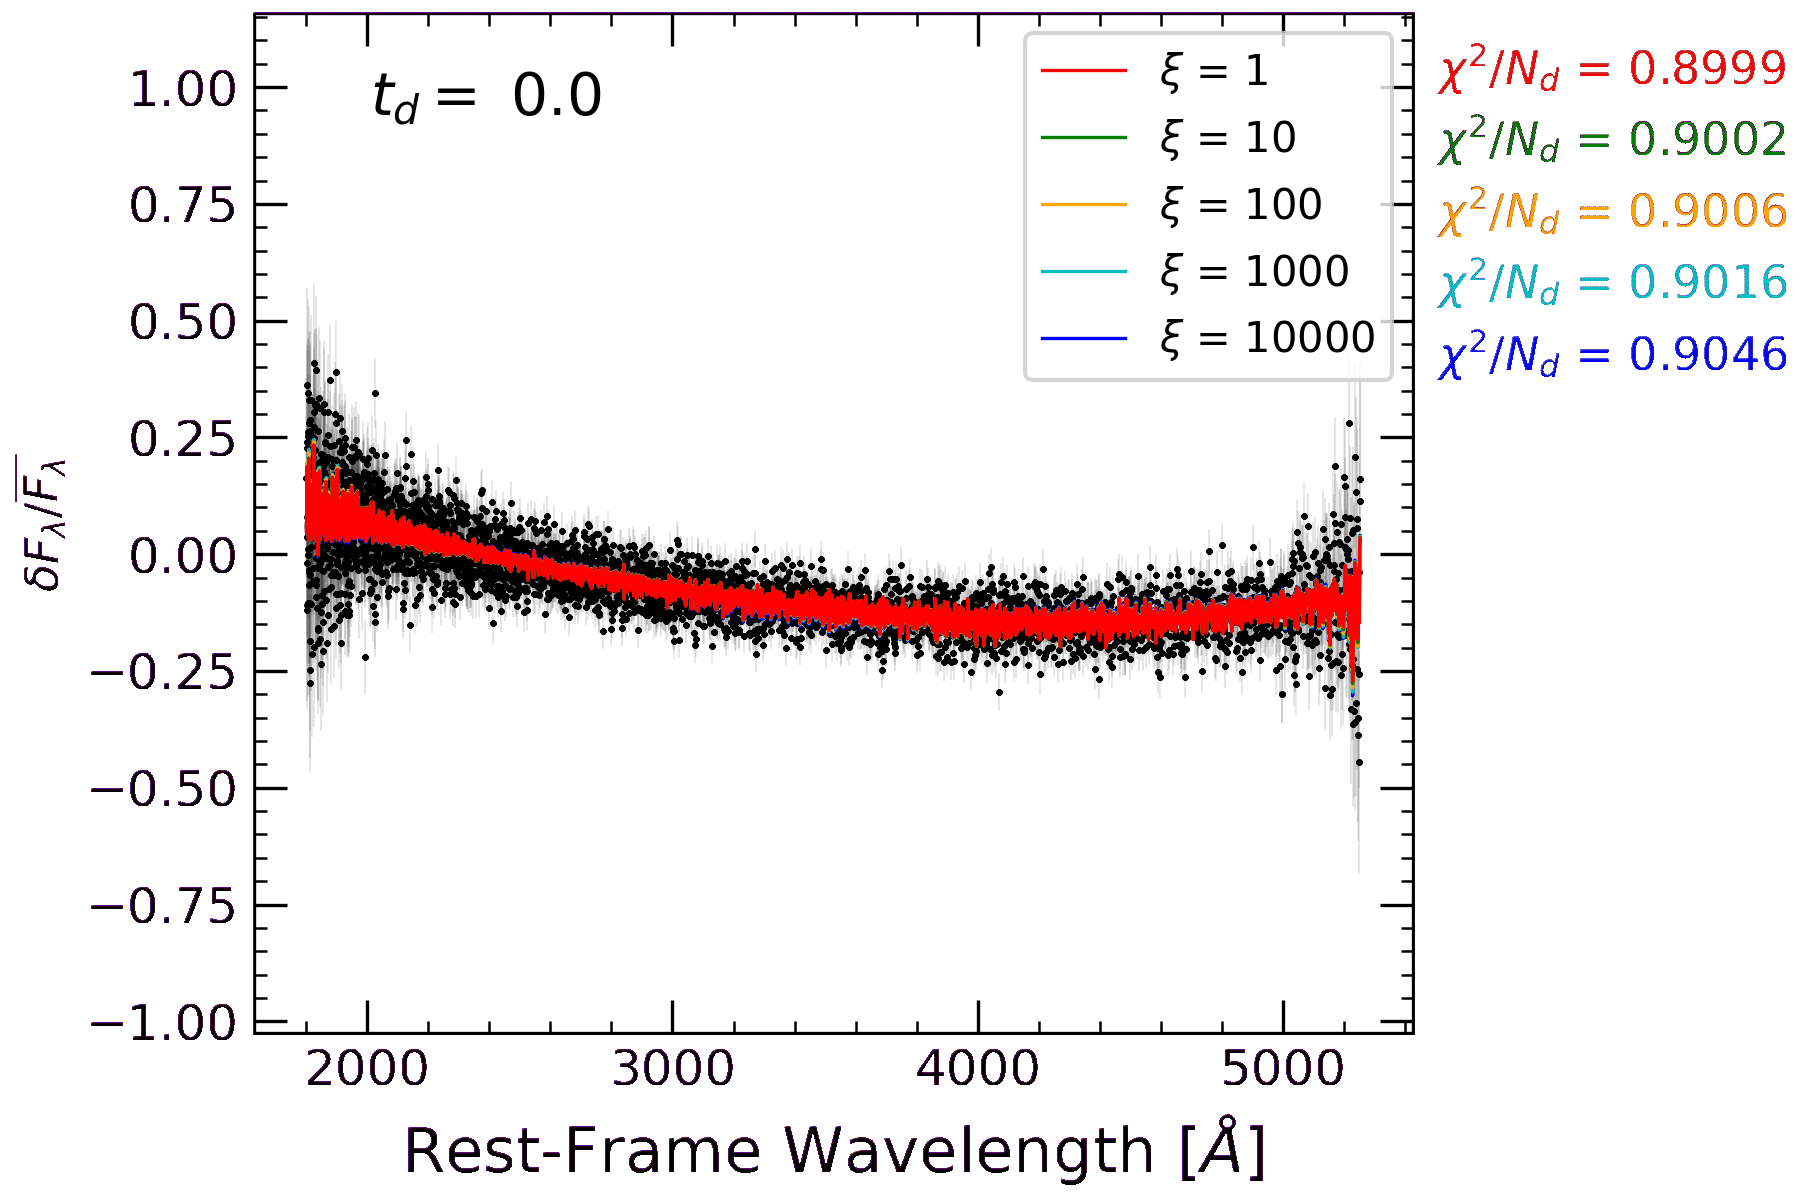 t_d = 0.0
ξ = 1
ξ = 10
ξ = 100
ξ = 1000
ξ = 10000
χ²/N_d = 0.8999
χ²/N_d = 0.9002
χ²/N_d = 0.9006
χ²/N_d = 0.9016
χ²/N_d = 0.9046
1.00
0.75
0.50
0.25
0.00
−0.25
−0.50
−0.75
−1.00
δF_λ/F̅_λ
2000 3000 4000 5000
Rest-Frame Wavelength [Å]